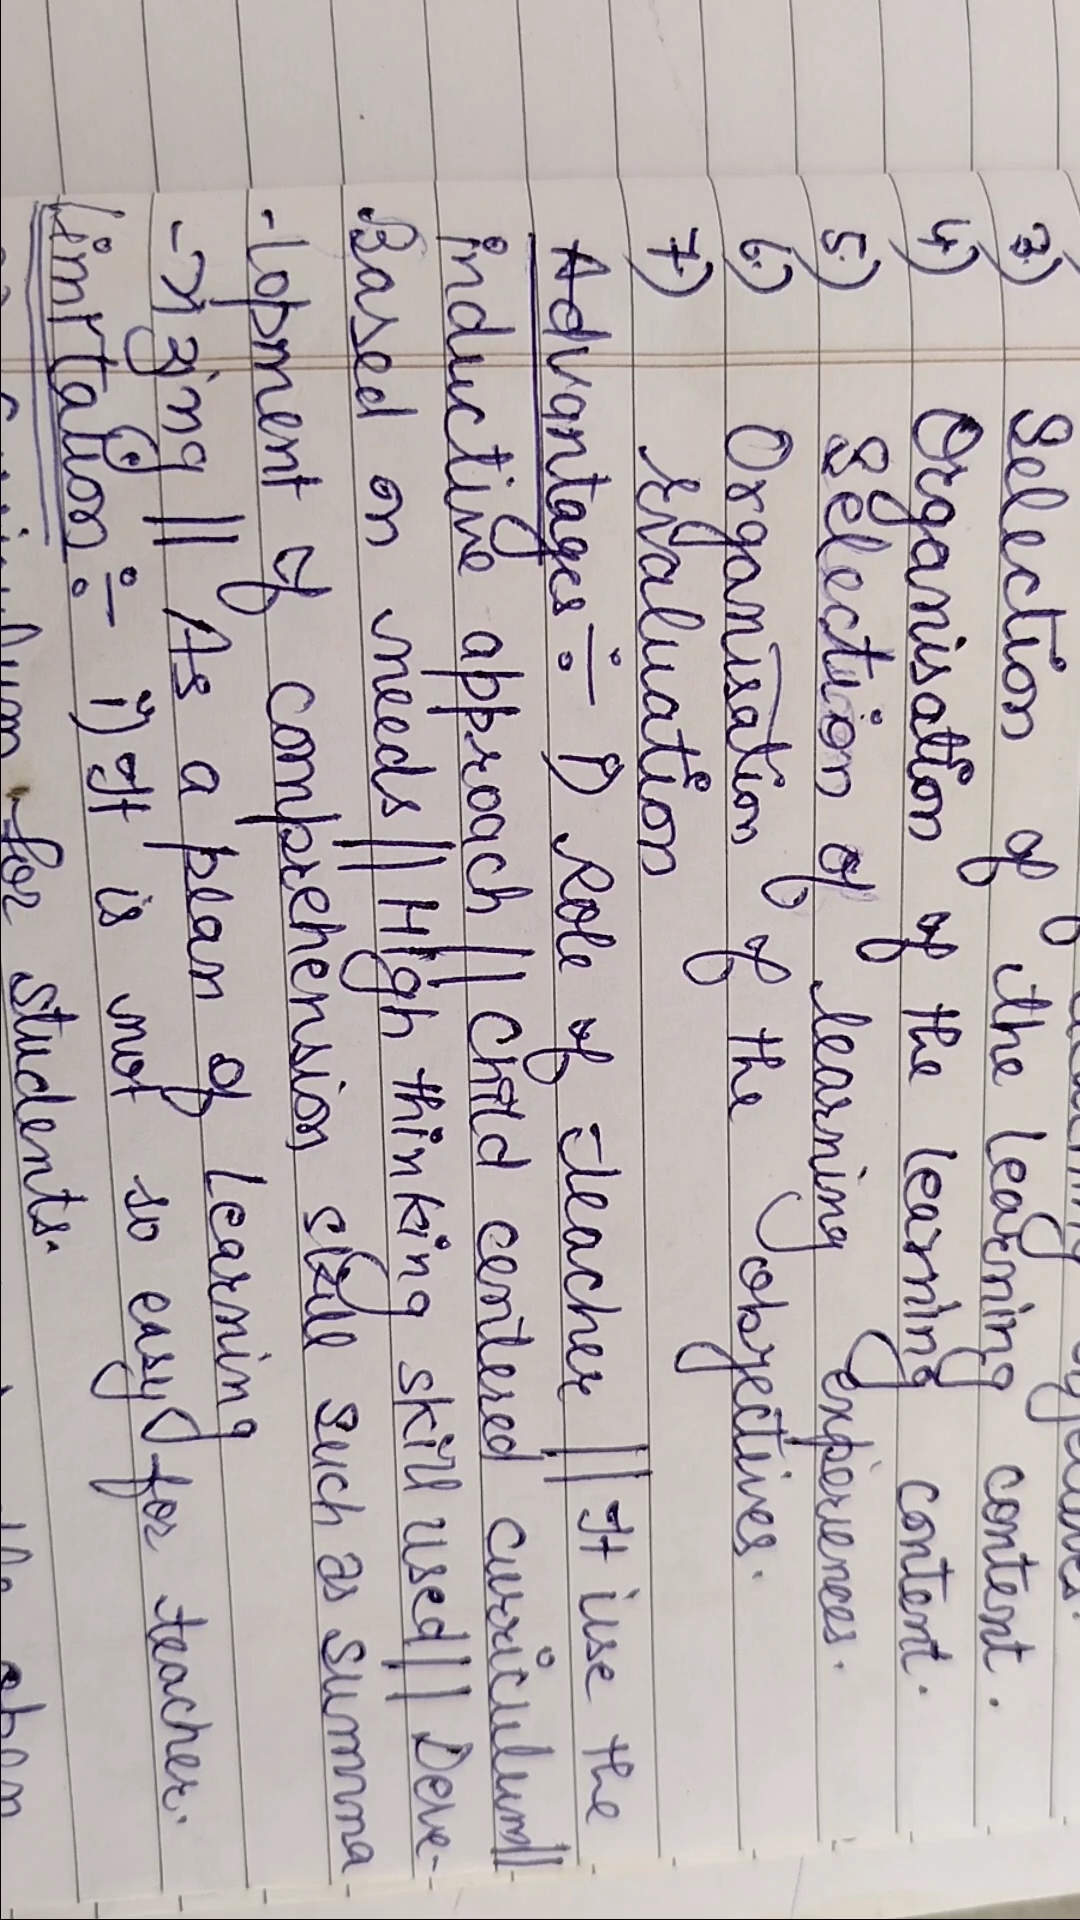 3.) Selection of the learning content.
4.) Organisation of the learning content.
5.) Selection of learning experiences.
6.) Organisation of the objectives.
7.) Evaluation
Advantages:- 1) Role of teacher || It use the
inductive approach || Child centered curriculum ||
Based on needs || High thinking skill used || Deve-
-lopment of comprehension style such as summa
-rizing || As a plan of learning
Limitation:- i) It is not so easy for teacher.
for students.